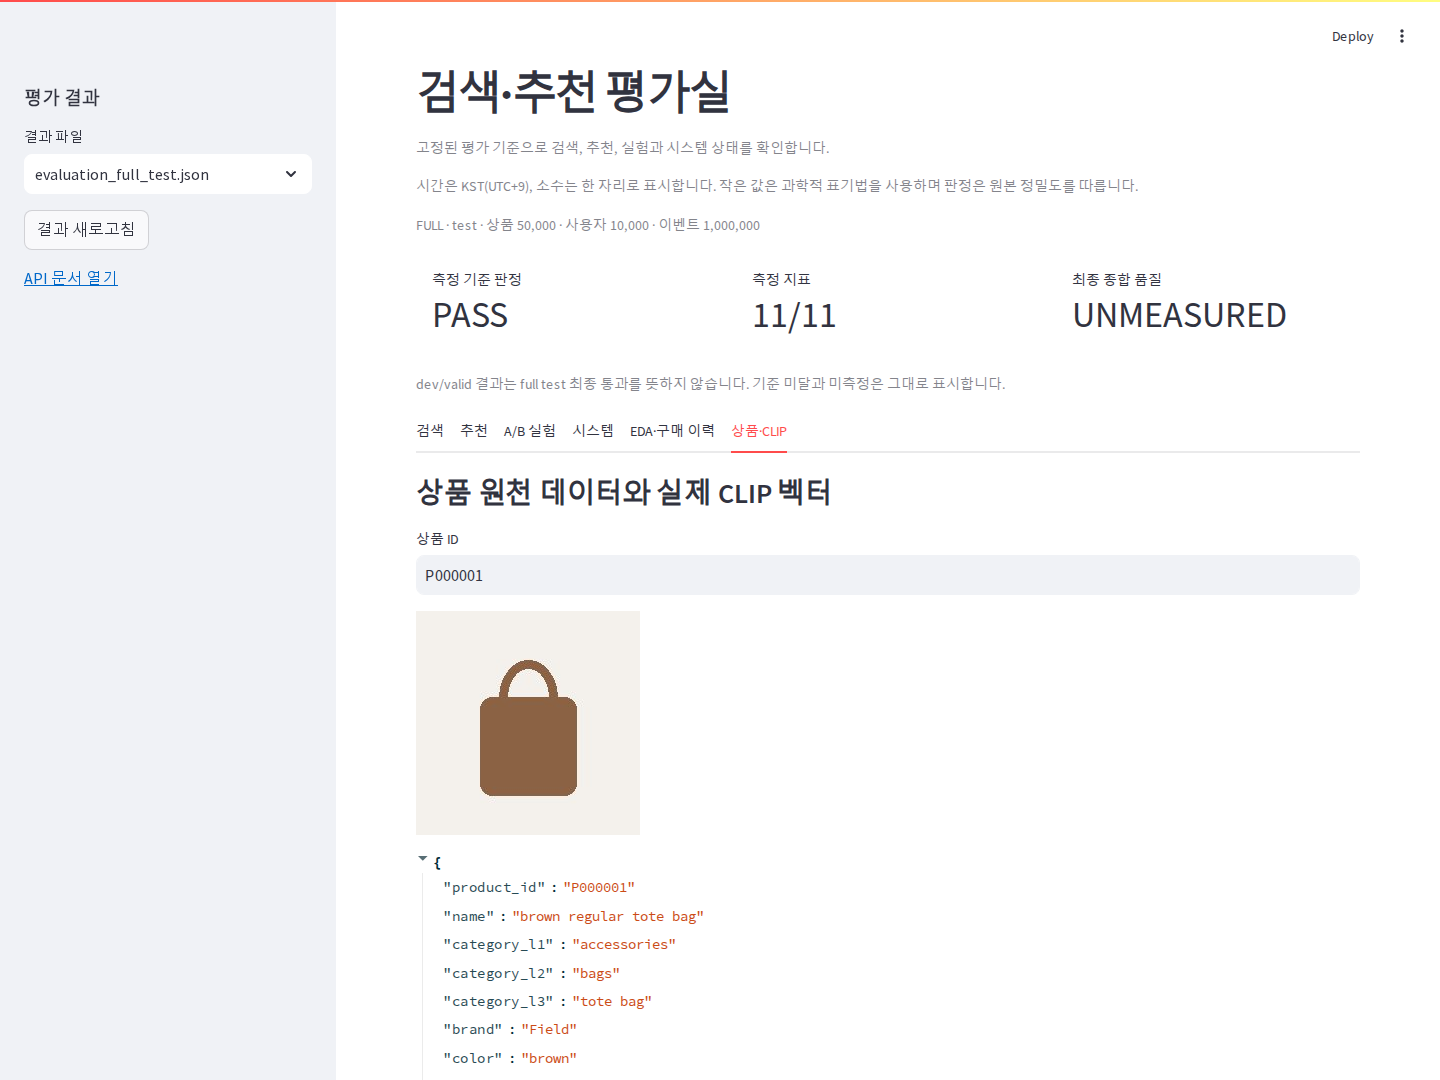 Deploy
평가 결과
결과 파일
evaluation_full_test.json
결과 새로고침
API 문서 열기
검색·추천 평가실
고정된 평가 기준으로 검색, 추천, 실험과 시스템 상태를 확인합니다.
시간은 KST(UTC+9), 소수는 한 자리로 표시합니다. 작은 값은 과학적 표기법을 사용하며 판정은 원본 정밀도를 따릅니다.
FULL · test · 상품 50,000 · 사용자 10,000 · 이벤트 1,000,000
측정 기준 판정
PASS
측정 지표
11/11
최종 종합 품질
UNMEASURED
dev/valid 결과는 full test 최종 통과를 뜻하지 않습니다. 기준 미달과 미측정은 그대로 표시합니다.
검색 추천 A/B 실험 시스템 EDA·구매 이력 상품·CLIP
상품 원천 데이터와 실제 CLIP 벡터
상품 ID
P000001
{
"product_id" : "P000001"
"name" : "brown regular tote bag"
"category_l1" : "accessories"
"category_l2" : "bags"
"category_l3" : "tote bag"
"brand" : "Field"
"color" : "brown"